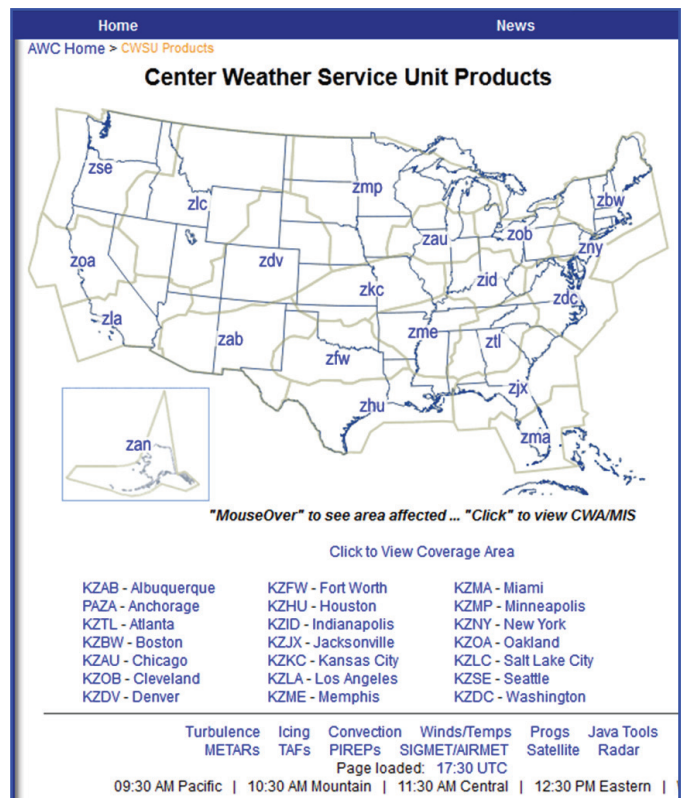 Home News
AWC Home > CWSU Products
Center Weather Service Unit Products
zse
zmp
zlc
zbw
zau
zob
zny
zoa
zdv
zid
zkc
zdc
zla
zme
zab
ztl
zfw
zjx
zhu
zma
zan
"MouseOver" to see area affected ... "Click" to view CWA/MIS
Click to View Coverage Area
KZAB - Albuquerque KZFW - Fort Worth KZMA - Miami
PAZA - Anchorage KZHU - Houston KZMP - Minneapolis
KZTL - Atlanta KZID - Indianapolis KZNY - New York
KZBW - Boston KZJX - Jacksonville KZOA - Oakland
KZAU - Chicago KZKC - Kansas City KZLC - Salt Lake City
KZOB - Cleveland KZLA - Los Angeles KZSE - Seattle
KZDV - Denver KZME - Memphis KZDC - Washington
Turbulence Icing Convection Winds/Temps Progs Java Tools
METARs TAFs PIREPs SIGMET/AIRMET Satellite Radar
Page loaded: 17:30 UTC
09:30 AM Pacific | 10:30 AM Mountain | 11:30 AM Central | 12:30 PM Eastern |